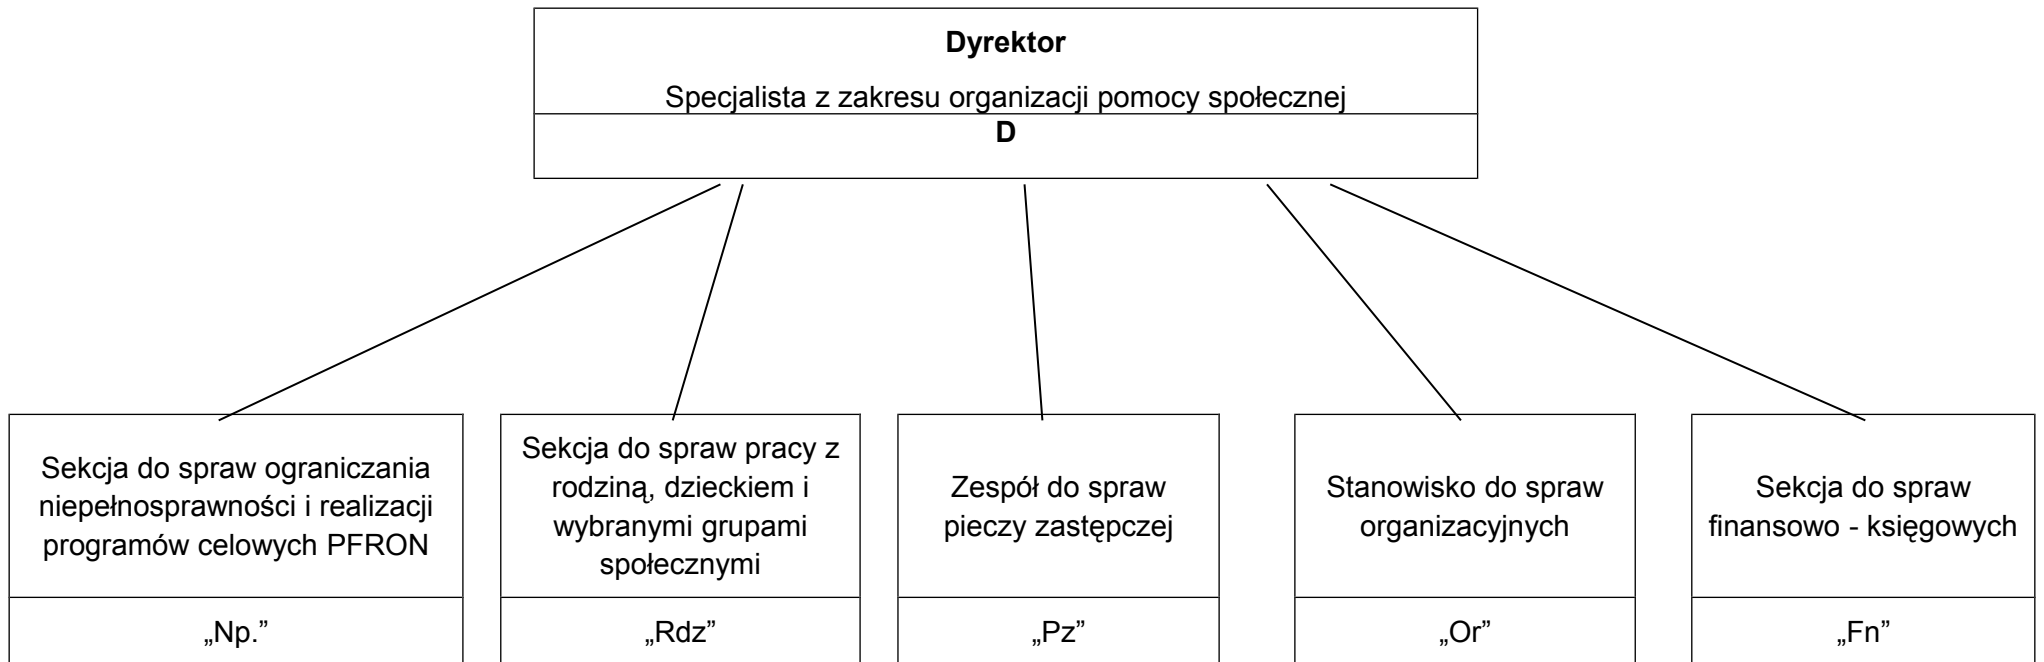 Dyrektor
Specjalista z zakresu organizacji pomocy społecznej
D
Sekcja do spraw ograniczania
niepełnosprawności i realizacji
programów celowych PFRON
„Np.”
Sekcja do spraw pracy z
rodziną, dzieckiem i
wybranymi grupami
społecznymi
„Rdz”
Zespół do spraw
pieczy zastępczej
„Pz”
Stanowisko do spraw
organizacyjnych
„Or”
Sekcja do spraw
finansowo - księgowych
„Fn”